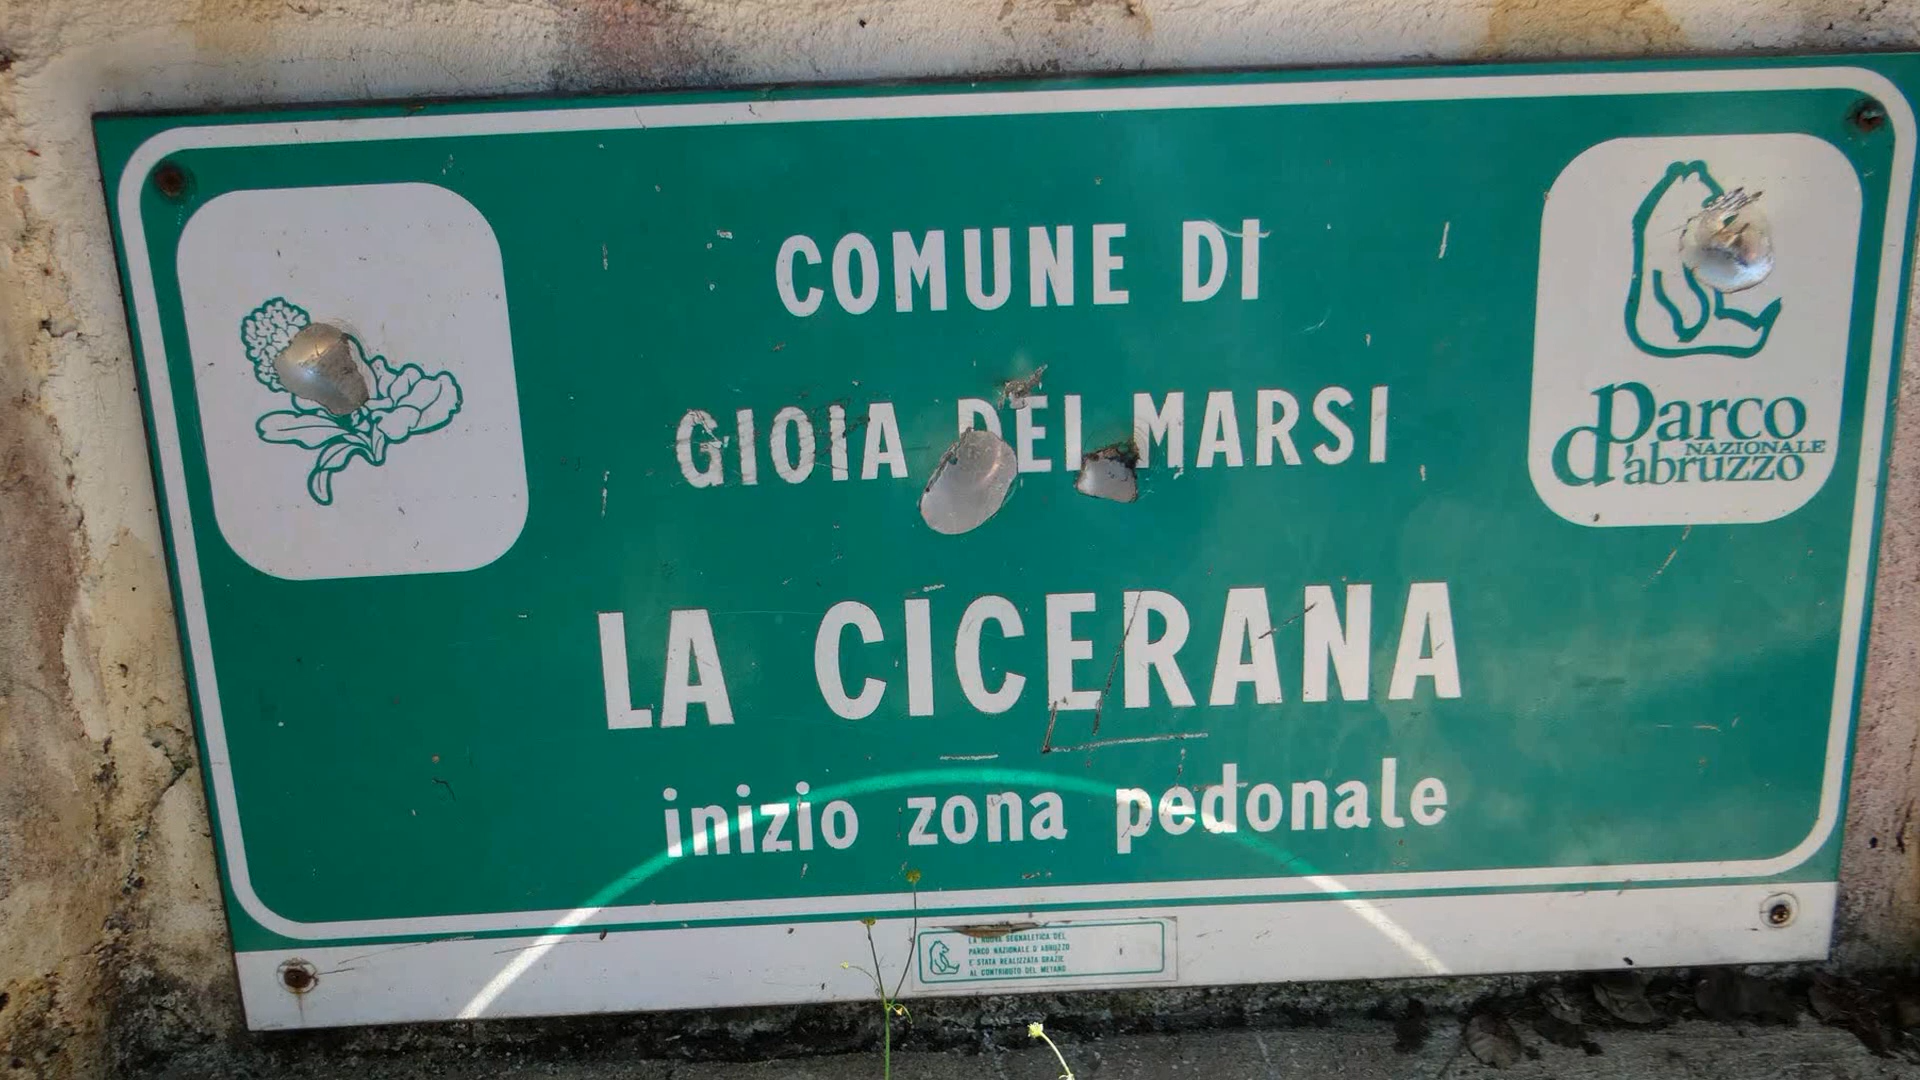 COMUNE DI
GIOIA DEI MARSI
LA CICERANA
inizio zona pedonale
Parco
NAZIONALE
d'abruzzo
LA NUOVA SEGNALETICA DEL
PARCO NAZIONALE D'ABRUZZO
E' STATA REALIZZATA GRAZIE
AL CONTRIBUTO DEL METANO